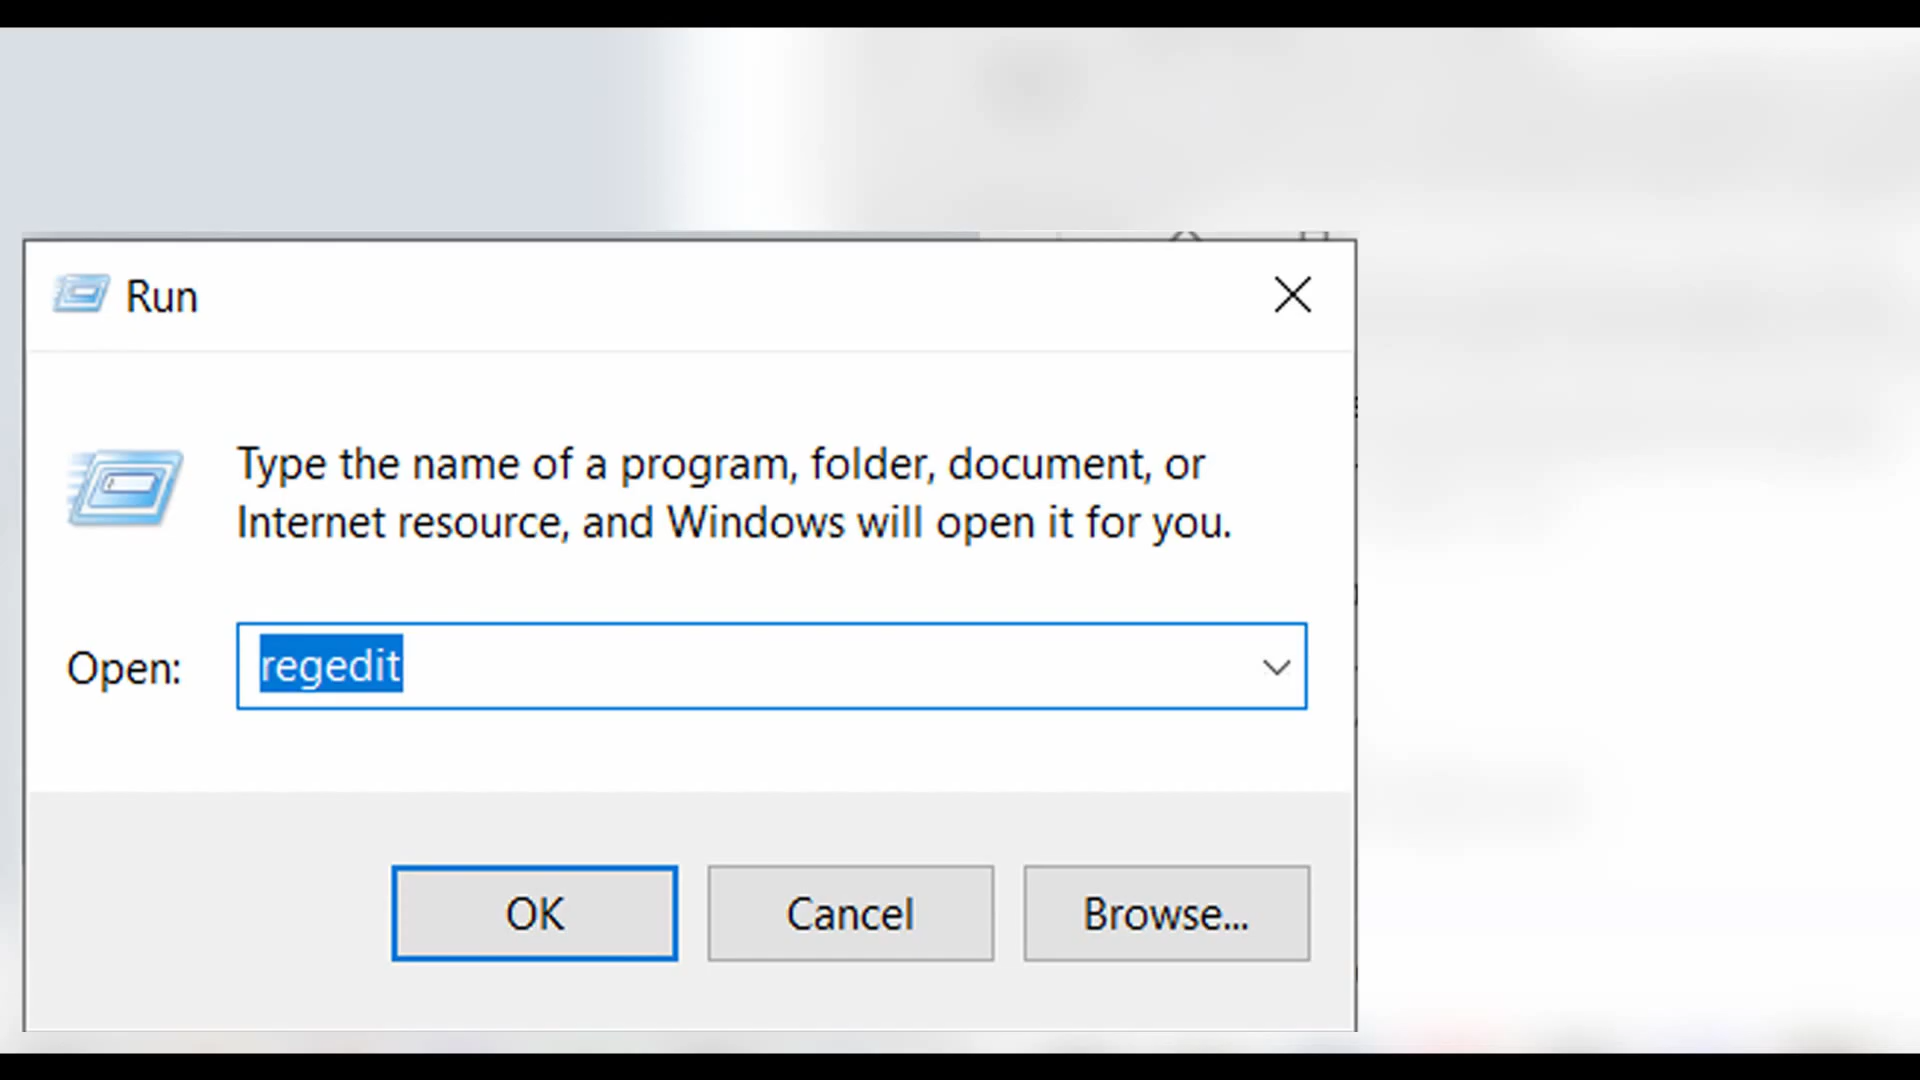 Run
Type the name of a program, folder, document, or
Internet resource, and Windows will open it for you.
Open: regedit
OK Cancel Browse...